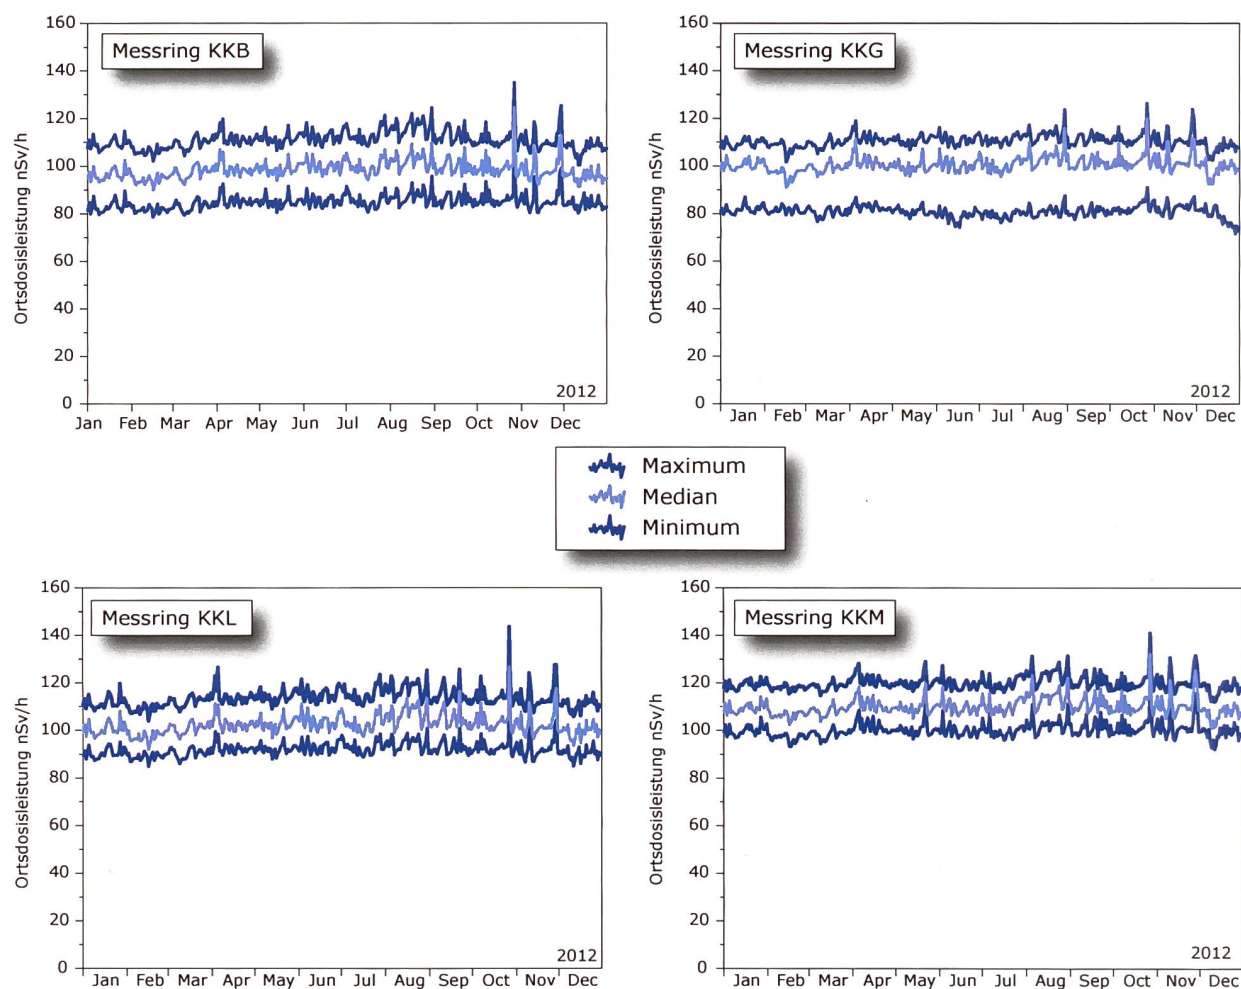 Messring KKB
Ortsdosisleistung nSv/h
160
140
120
100
80
60
40
20
0
2012
Jan Feb Mar Apr May Jun Jul Aug Sep Oct Nov Dec
Messring KKG
Ortsdosisleistung nSv/h
160
140
120
100
80
60
40
20
0
2012
Jan Feb Mar Apr May Jun Jul Aug Sep Oct Nov Dec
Maximum
Median
Minimum
Messring KKL
Ortsdosisleistung nSv/h
160
140
120
100
80
60
40
20
0
2012
Jan Feb Mar Apr May Jun Jul Aug Sep Oct Nov Dec
Messring KKM
Ortsdosisleistung nSv/h
160
140
120
100
80
60
40
20
0
2012
Jan Feb Mar Apr May Jun Jul Aug Sep Oct Nov Dec